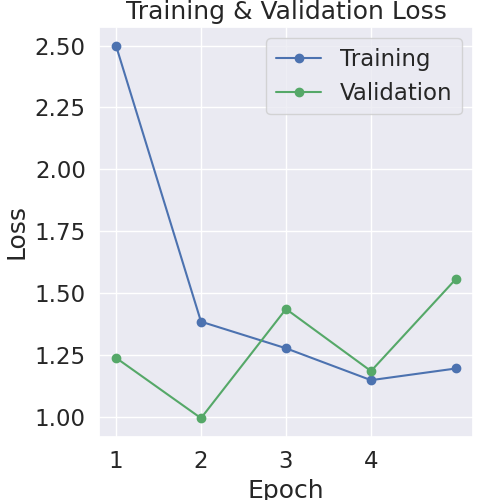 Training & Validation Loss
Training
Validation
2.50
2.25
2.00
1.75
1.50
1.25
1.00
Loss
1 2 3 4
Epoch